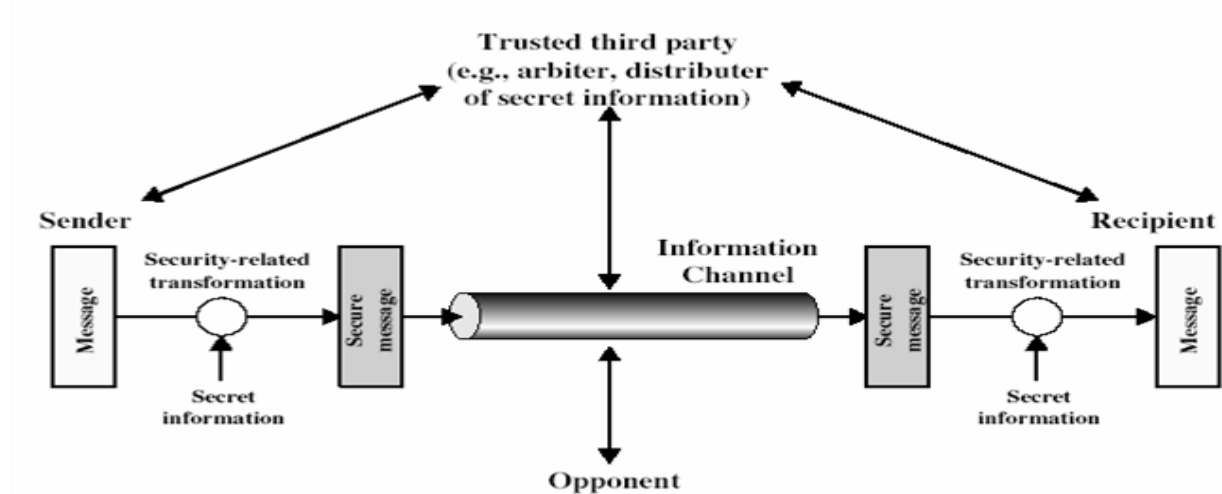 Trusted third party
(e.g., arbiter, distributer
of secret information)
Sender
Recipient
Information
Channel
Security-related
transformation
Security-related
transformation
Message
Secure
message
Secure
message
Message
Secret
information
Secret
information
Opponent